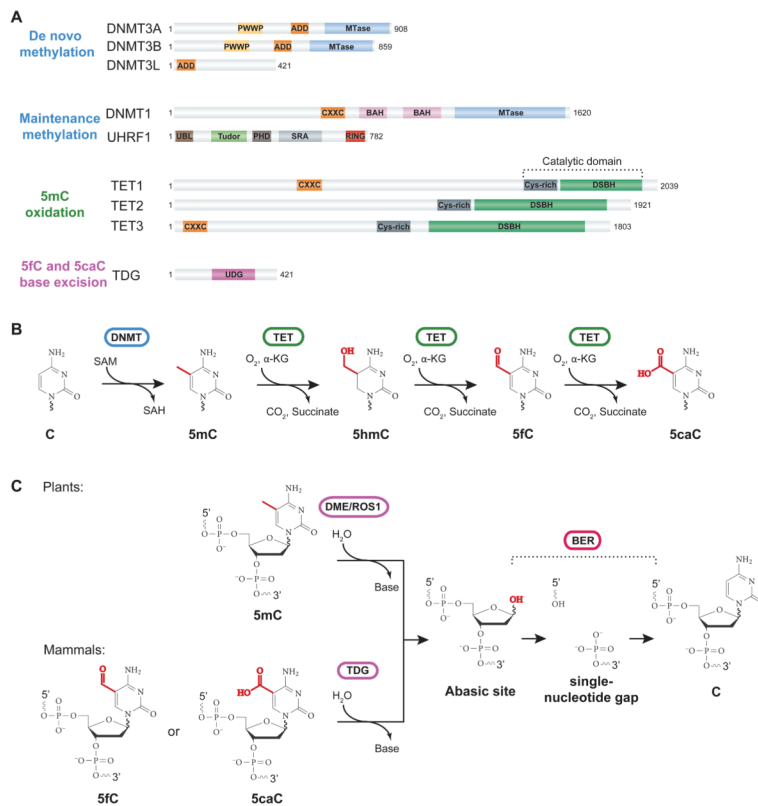 A
De novo
methylation
DNMT3A 1 PWWP ADD MTase 908
DNMT3B 1 PWWP ADD MTase 859
DNMT3L 1 ADD 421
Maintenance
methylation
DNMT1 1 CXXC BAH BAH MTase 1620
UHRF1 1 UBL Tudor PHD SRA RING 782
Catalytic domain
5mC
oxidation
TET1 1 CXXC Cys-rich DSBH 2039
TET2 1 Cys-rich DSBH 1921
TET3 1 CXXC Cys-rich DSBH 1803
5fC and 5caC
base excision
TDG 1 UDG 421
B
DNMT TET TET TET
SAM O₂, α-KG O₂, α-KG O₂, α-KG
SAH CO₂, Succinate CO₂, Succinate CO₂, Succinate
NH₂ N N O
NH₂ N N O
OH NH₂ N N O
O NH₂ N N O
O HO NH₂ N N O
C 5mC 5hmC 5fC 5caC
C
Plants:
DME/ROS1
5' O O P O⁻ O NH₂ N N O O
O ⁻O P O O 3'
H₂O
Base
5mC
BER
5' O O P O⁻ O O OH
O ⁻O P O O 3'
5' OH
O⁻ ⁻O P O O 3'
5' O O P O⁻ O NH₂ N N O O
O ⁻O P O O 3'
Abasic site
single-
nucleotide gap
C
Mammals:
TDG
5' O O P O⁻ O O NH₂ N N O O
O ⁻O P O O 3'
or
5' O O P O⁻ O O HO NH₂ N N O O
O ⁻O P O O 3'
H₂O
Base
5fC 5caC